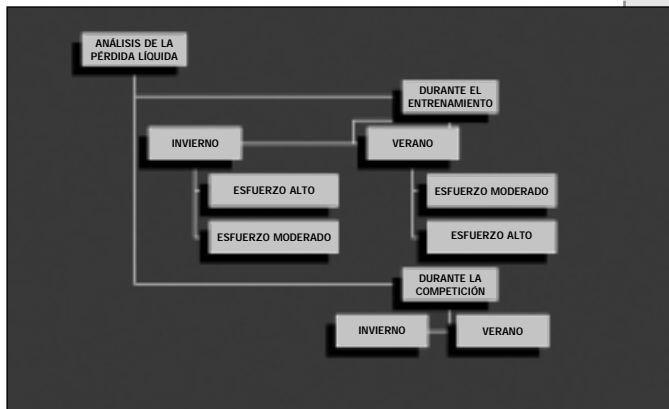 ANÁLISIS DE LA
PÉRDIDA LÍQUIDA
DURANTE EL
ENTRENAMIENTO
INVIERNO
VERANO
ESFUERZO ALTO
ESFUERZO MODERADO
ESFUERZO MODERADO
ESFUERZO ALTO
DURANTE LA
COMPETICIÓN
INVIERNO
VERANO